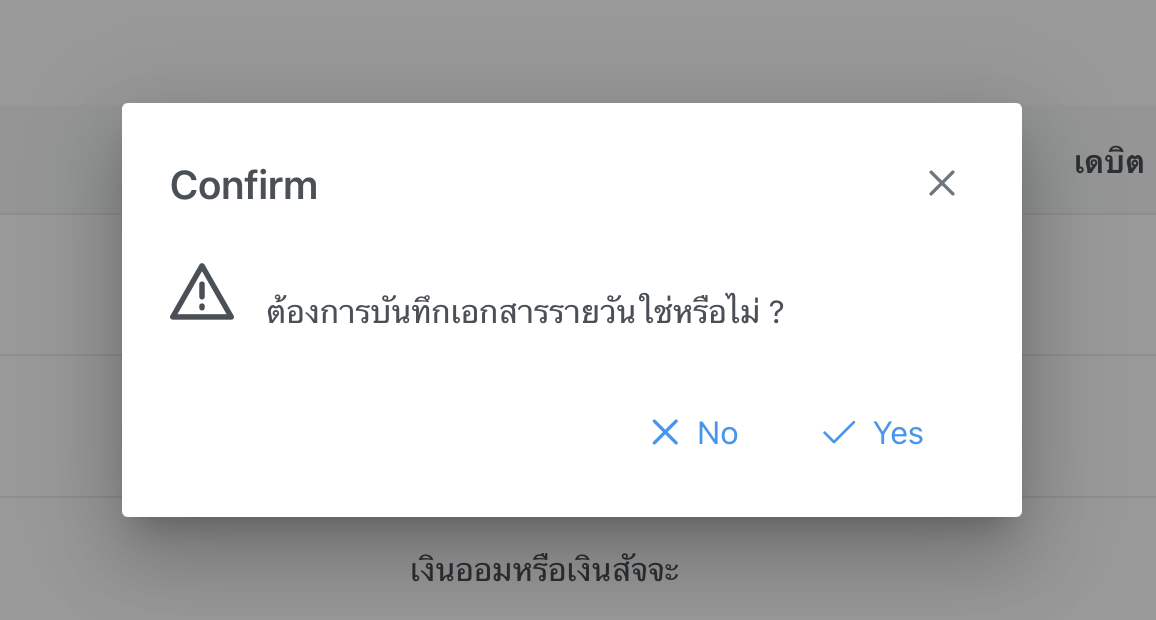 เดบิต
Confirm
ต้องการบันทึกเอกสารรายวัน ใช่หรือไม่ ?
No
Yes
เงินออมหรือเงินสัจจะ